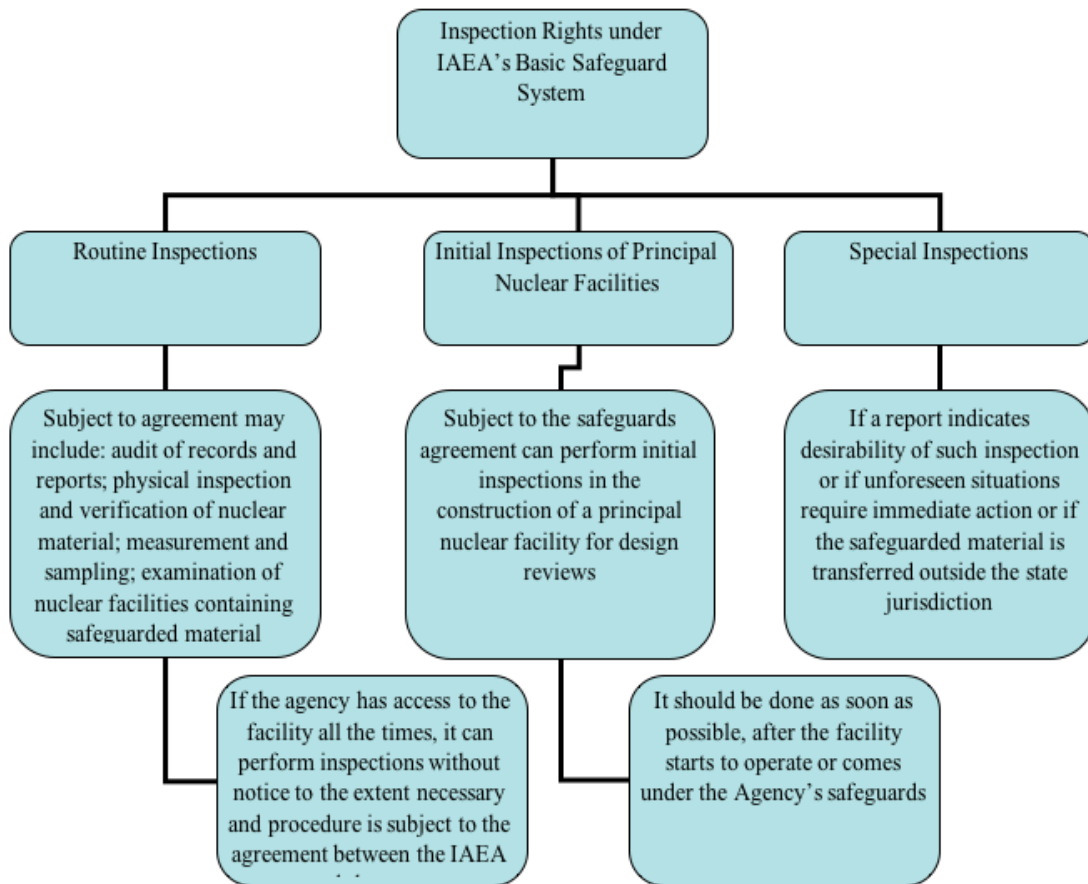 Inspection Rights under
IAEA's Basic Safeguard
System
Routine Inspections
Initial Inspections of Principal
Nuclear Facilities
Special Inspections
Subject to agreement may
include: audit of records and
reports; physical inspection
and verification of nuclear
material; measurement and
sampling; examination of
nuclear facilities containing
safeguarded material
Subject to the safeguards
agreement can perform initial
inspections in the
construction of a principal
nuclear facility for design
reviews
If a report indicates
desirability of such inspection
or if unforeseen situations
require immediate action or if
the safeguarded material is
transferred outside the state
jurisdiction
If the agency has access to the
facility all the times, it can
perform inspections without
notice to the extent necessary
and procedure is subject to the
agreement between the IAEA
It should be done as soon as
possible, after the facility
starts to operate or comes
under the Agency's safeguards